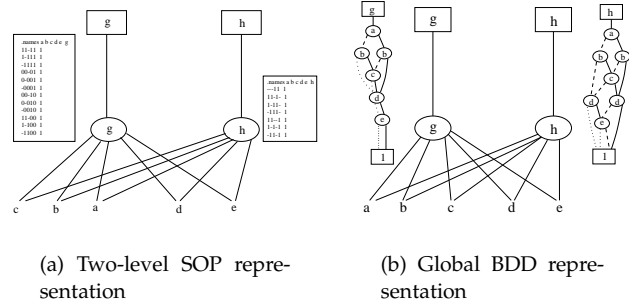 g
h
.names a b c d e g
11-11 1
1-111 1
-1111 1
00-01 1
0-001 1
-0001 1
00-10 1
0-010 1
-0010 1
11-00 1
1-100 1
-1100 1
.names a b c d e h
---11 1
11-1- 1
1-11- 1
-111- 1
11--1 1
1-1-1 1
-11-1 1
g
h
c b a d e
(a) Two-level SOP repre-
sentation
g
a
b b
c
d
e
1
g
h
h
a
b b
c
d d
e
1
g
h
a b c d e
(b) Global BDD repre-
sentation